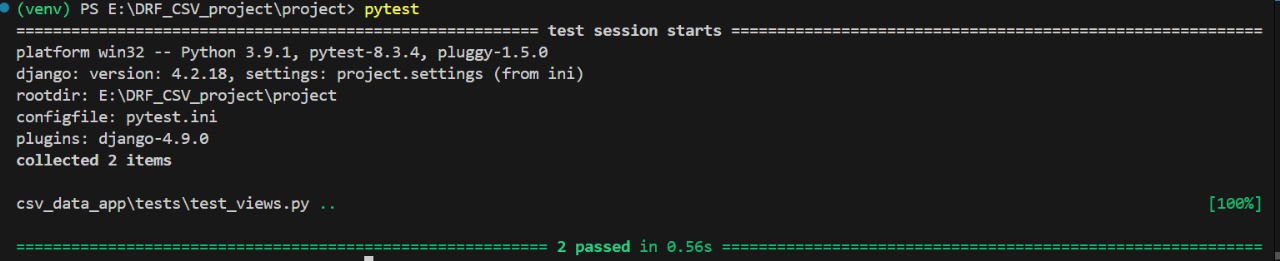 (venv) PS E:\DRF_CSV_project\project> pytest
============================================================ test session starts ============================================================
platform win32 -- Python 3.9.1, pytest-8.3.4, pluggy-1.5.0
django: version: 4.2.18, settings: project.settings (from ini)
rootdir: E:\DRF_CSV_project\project
configfile: pytest.ini
plugins: django-4.9.0
collected 2 items
csv_data_app\tests\test_views.py .. [100%]
============================================================= 2 passed in 0.56s =============================================================